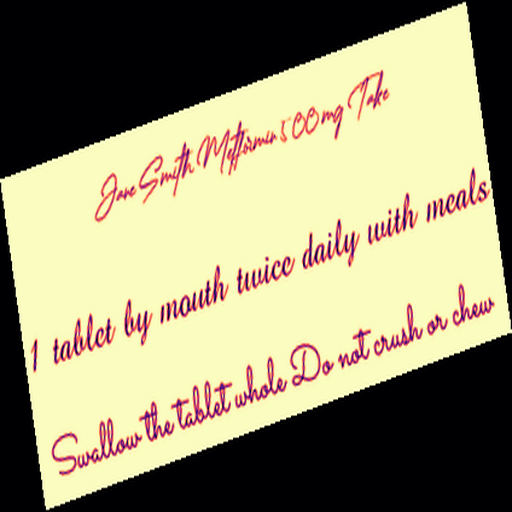 Jane Smith Metformin 500 mg Take
1 tablet by mouth twice daily with meals
Swallow the tablet whole Do not crush or chew